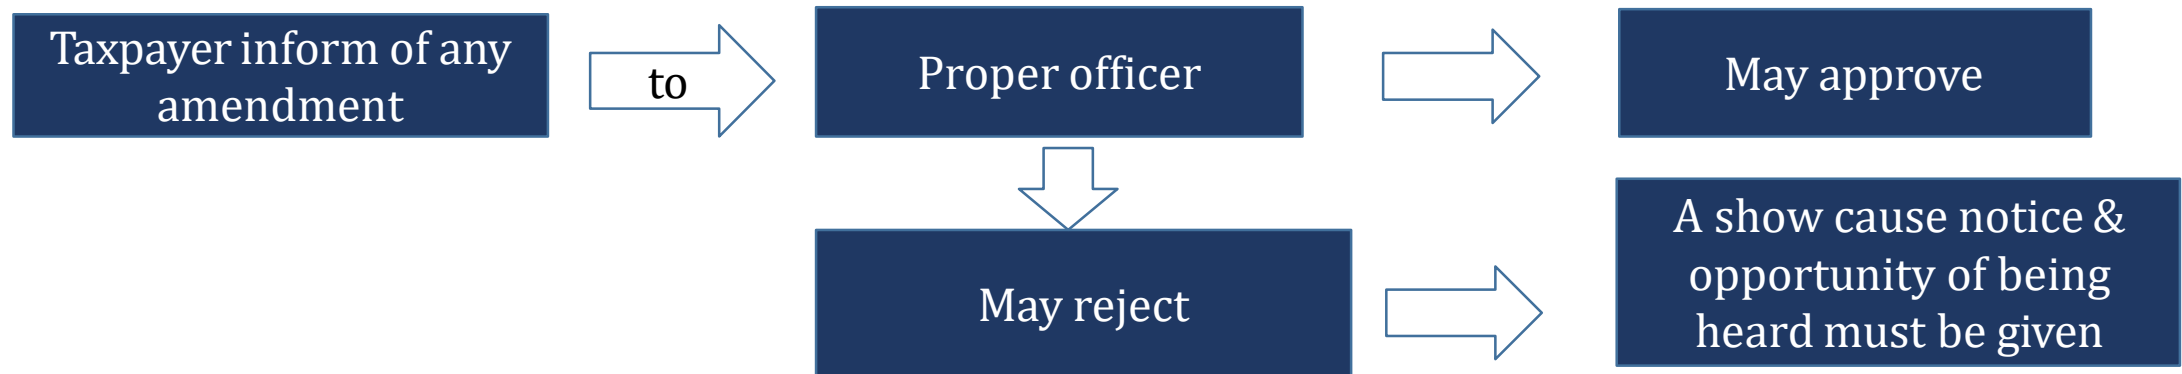 Taxpayer inform of any
amendment
to
Proper officer
May approve
May reject
A show cause notice &
opportunity of being
heard must be given